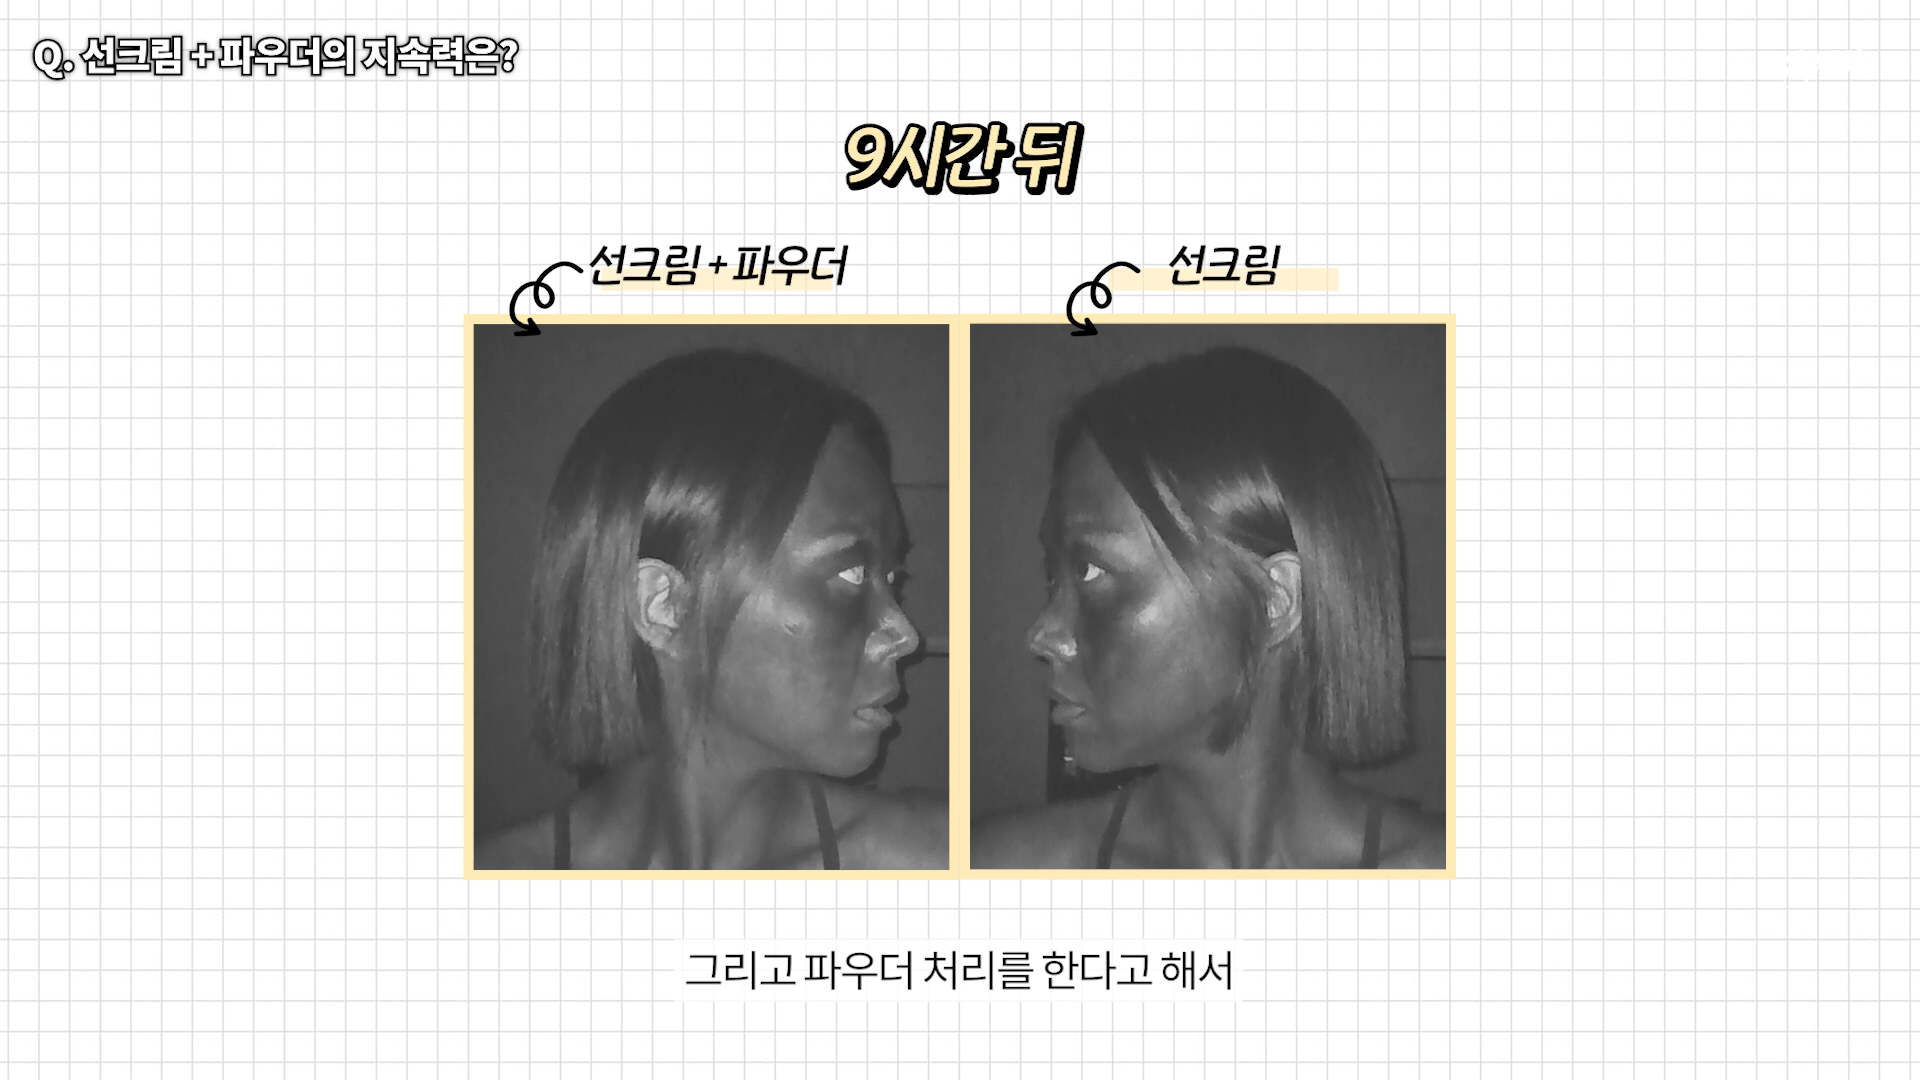 Q. 선크림 + 파우더의 지속력은?
9시간 뒤
선크림 + 파우더
선크림
그리고 파우더 처리를 한다고 해서